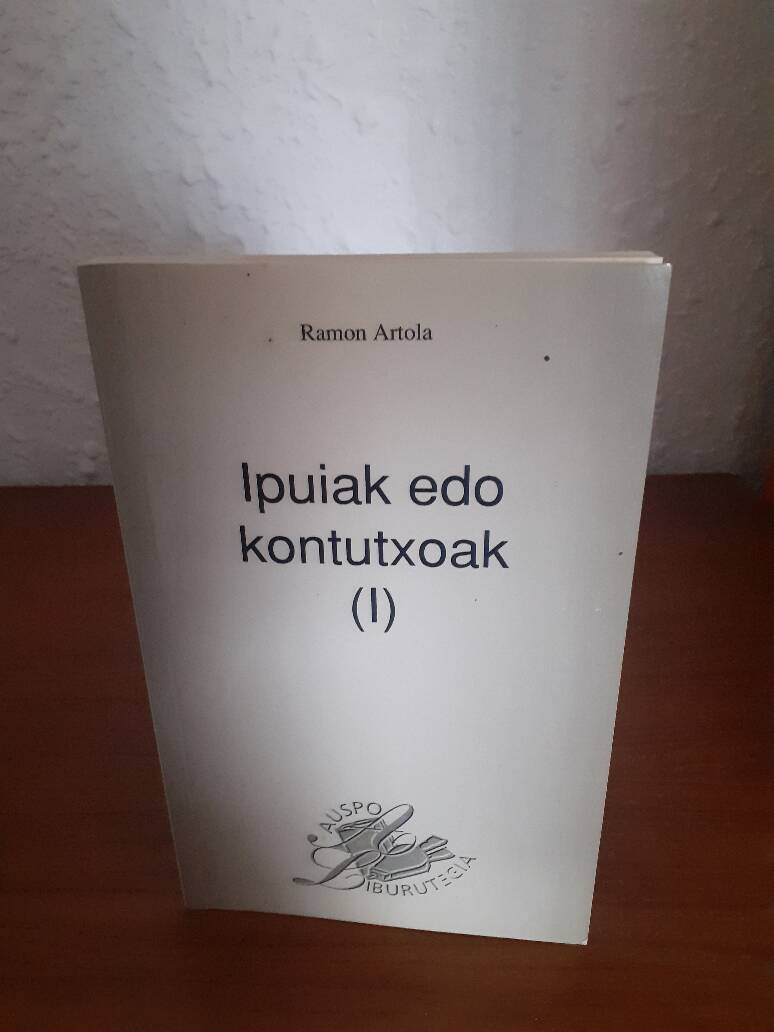 Ramon Artola
Ipuiak edo
kontutxoak
(I)
AUSPO
LIBURUTEGIA